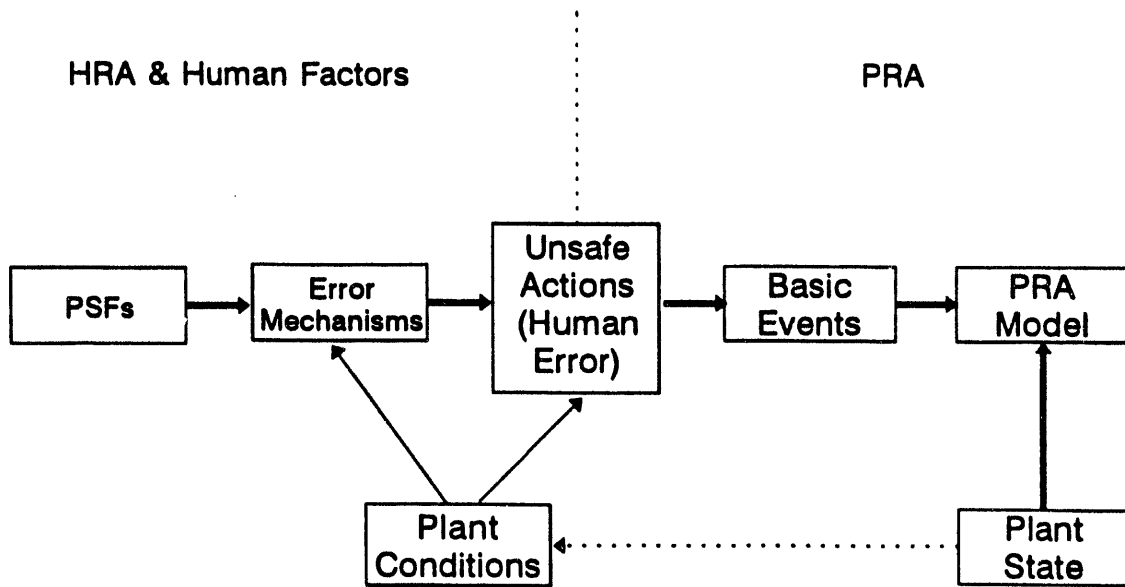 HRA & Human Factors
PRA
PSFs
Error
Mechanisms
Unsafe
Actions
(Human
Error)
Basic
Events
PRA
Model
Plant
Conditions
Plant
State